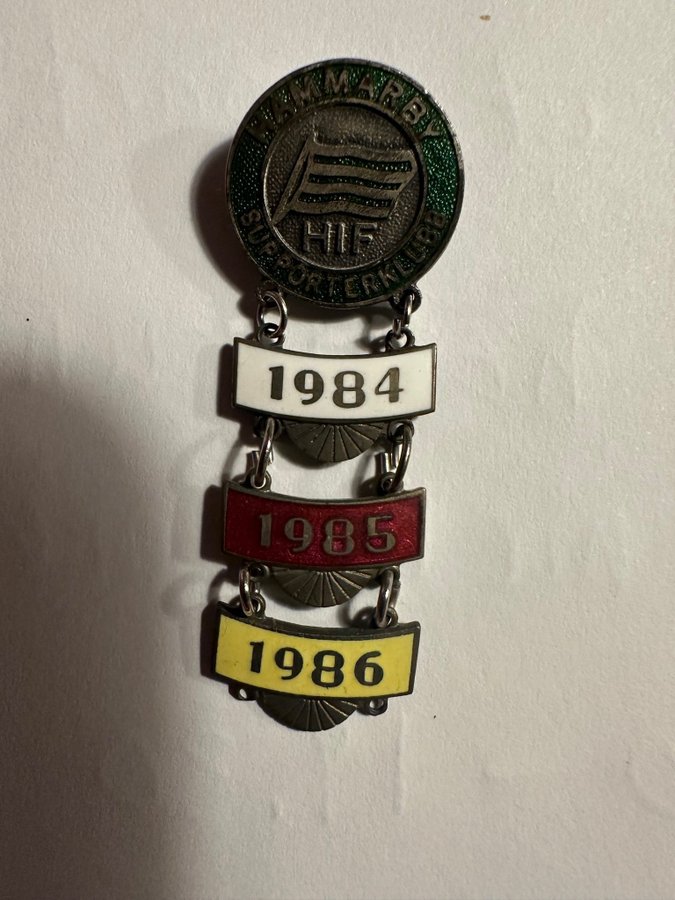 HAMMARBY
HIF
SUPPORTERKLUBB
1984
1985
1986